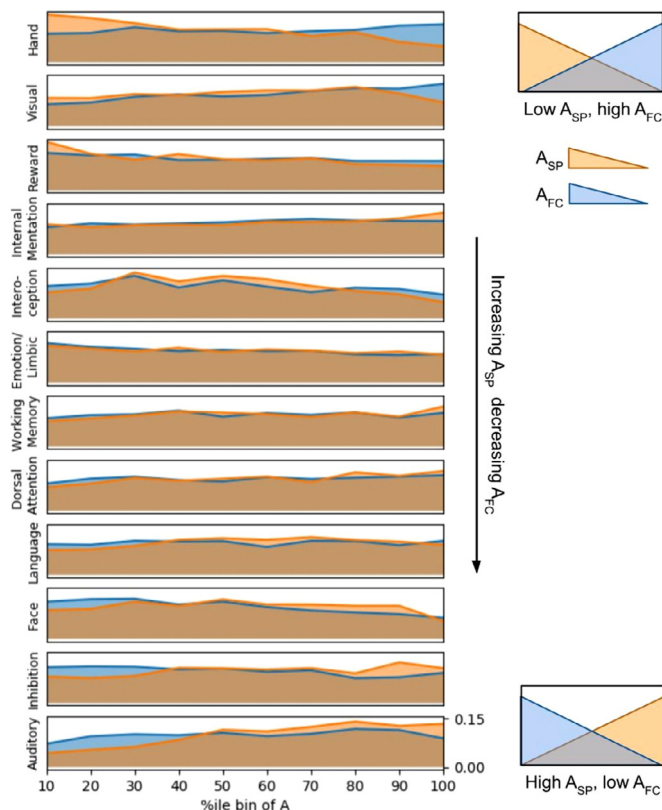 Hand
Visual
Reward
Internal
Mentation
Intero-
ception
Emotion/
Limbic
Working
Memory
Dorsal
Attention
Language
Face
Inhibition
Auditory
0.15
0.00
10 20 30 40 50 60 70 80 90 100
%ile bin of A
Low A_SP, high A_FC
A_SP
A_FC
Increasing A_SP decreasing A_FC
High A_SP, low A_FC